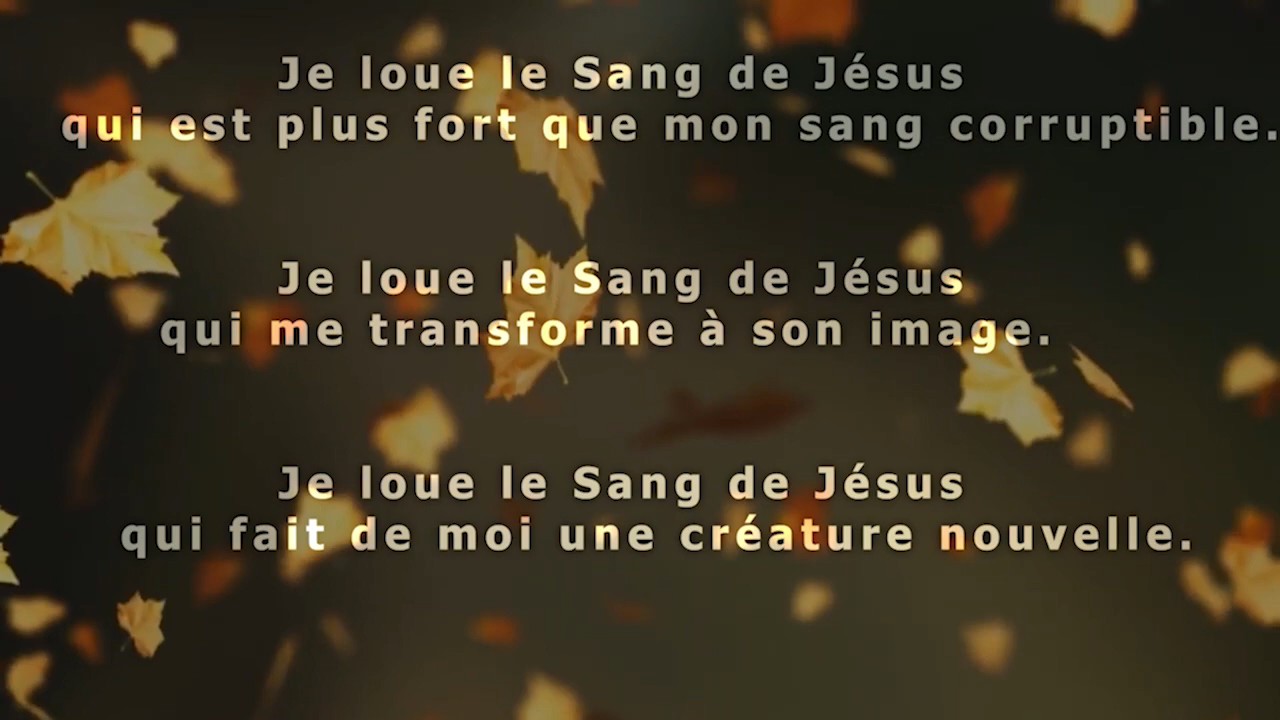 Je loue le Sang de Jésus
qui est plus fort que mon sang corruptible.
Je loue le Sang de Jésus
qui me transforme à son image.
Je loue le Sang de Jésus
qui fait de moi une créature nouvelle.